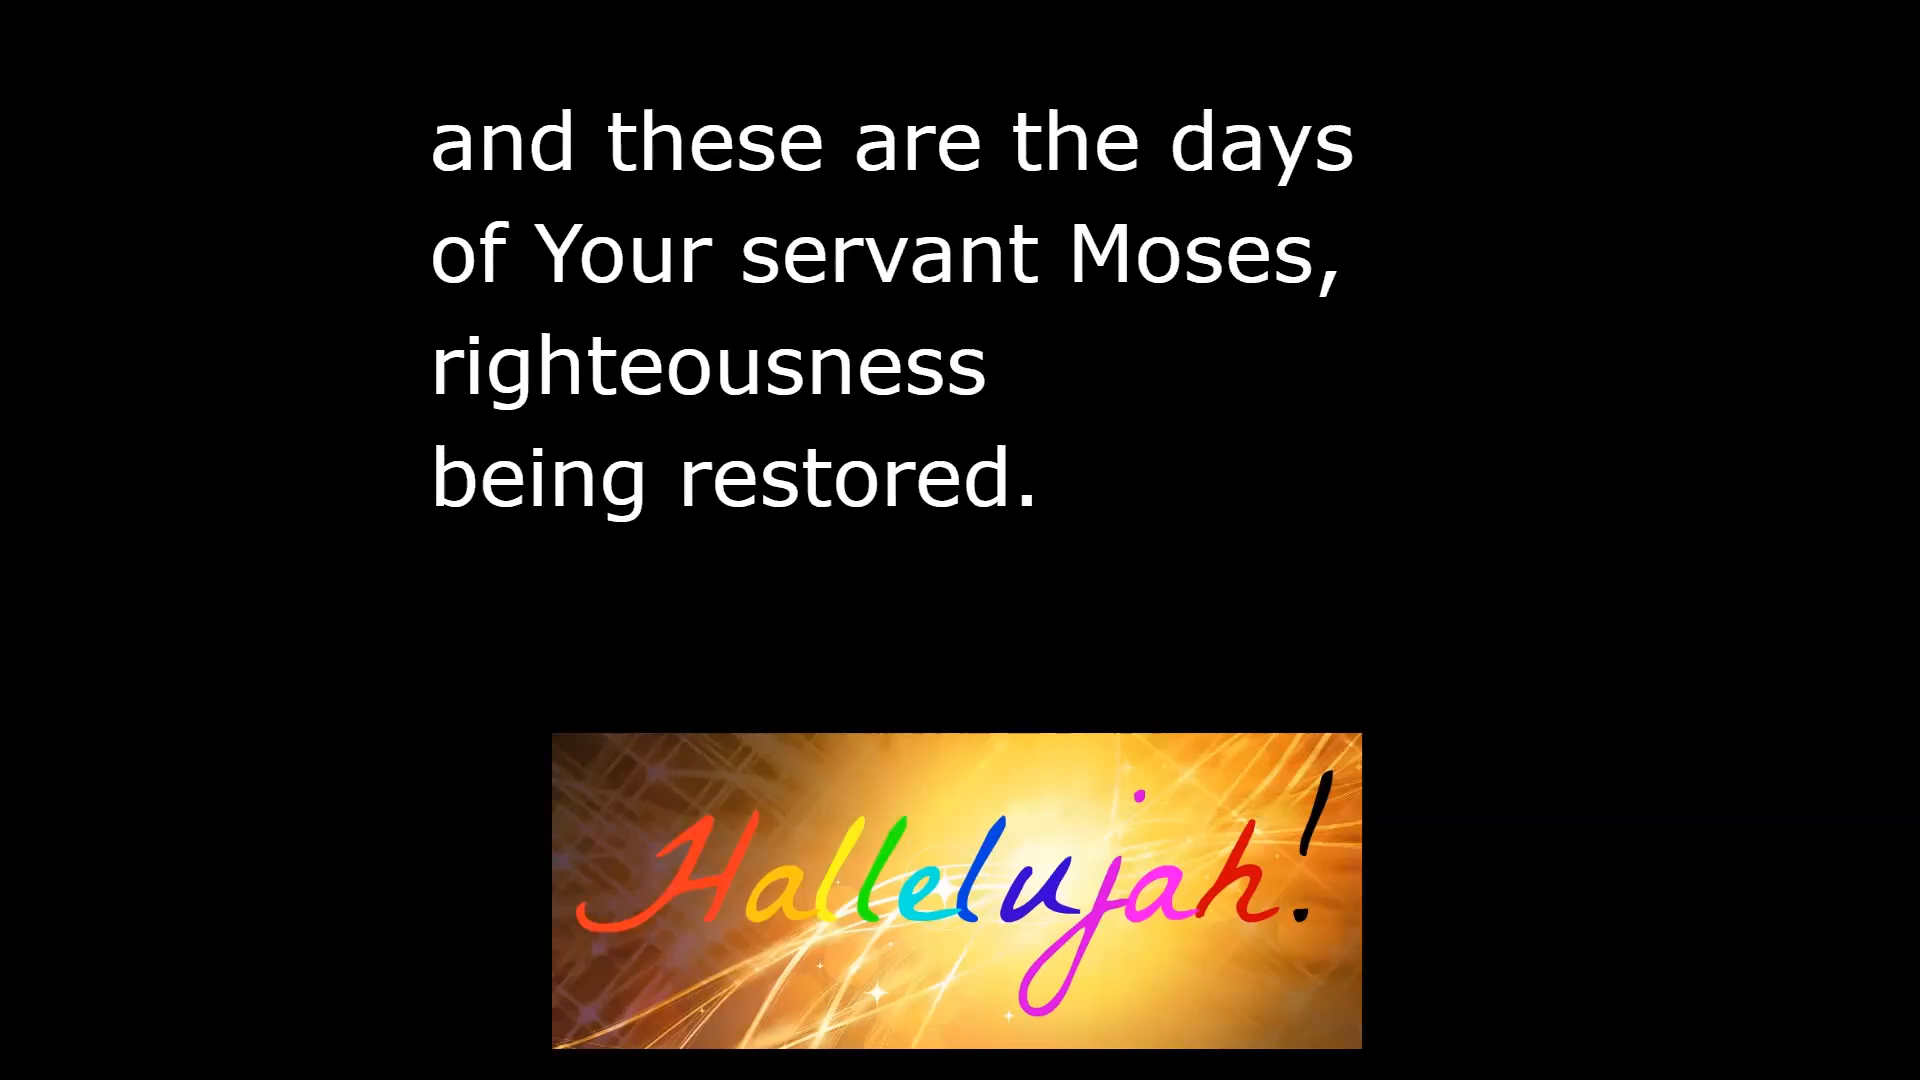 and these are the days
of Your servant Moses,
righteousness
being restored.
Hallelujah!